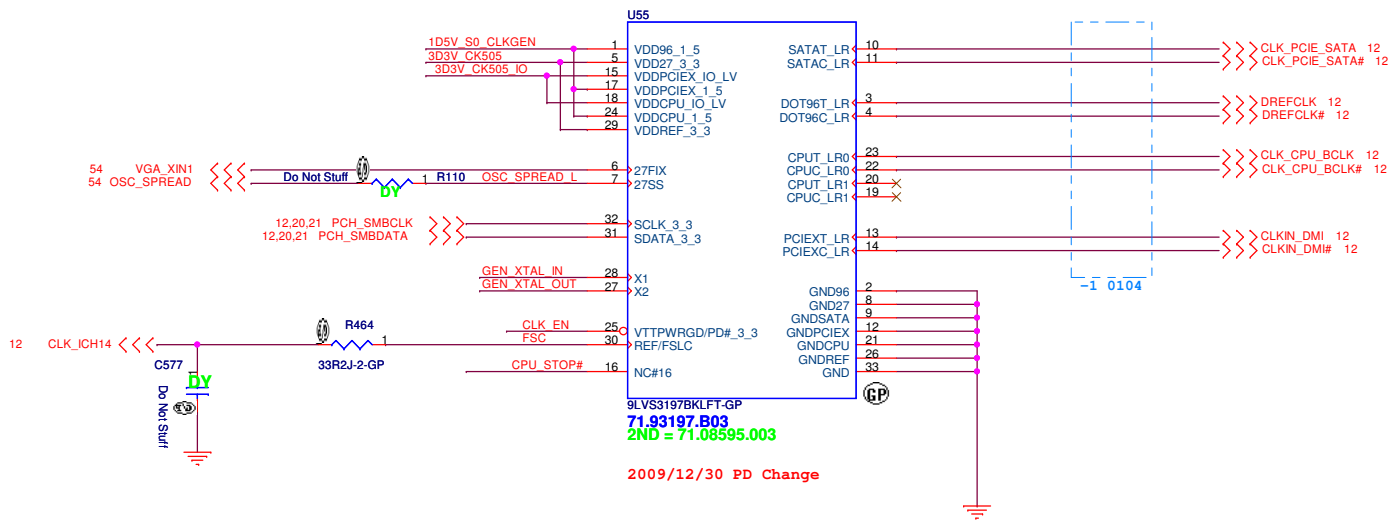 U55
1D5V_S0_CLKGEN
3D3V_CK505
3D3V_CK505_IO
1 VDD96_1_5
5 VDD27_3_3
15 VDDPCIEX_IO_LV
17 VDDPCIEX_1_5
18 VDDCPU_IO_LV
24 VDDCPU_1_5
29 VDDREF_3_3
54 VGA_XIN1 6 27FIX
54 OSC_SPREAD Do Not Stuff DY 1 R110 OSC_SPREAD_L 7 27SS
12,20,21 PCH_SMBCLK 32 SCLK_3_3
12,20,21 PCH_SMBDATA 31 SDATA_3_3
GEN_XTAL_IN 28 X1
GEN_XTAL_OUT 27 X2
CLK_EN 25 VTTPWRGD/PD#_3_3
12 CLK_ICH14 R464 1 FSC 30 REF/FSLC
33R2J-2-GP
CPU_STOP# 16 NC#16
C577
1
DY
Do Not Stuff
SATAT_LR 10 CLK_PCIE_SATA 12
SATAC_LR 11 CLK_PCIE_SATA# 12
DOT96T_LR 3 DREFCLK 12
DOT96C_LR 4 DREFCLK# 12
CPUT_LR0 23 CLK_CPU_BCLK 12
CPUC_LR0 22 CLK_CPU_BCLK# 12
CPUT_LR1 20
CPUC_LR1 19
PCIEXT_LR 13 CLKIN_DMI 12
PCIEXC_LR 14 CLKIN_DMI# 12
-1 0104
GND96 2
GND27 8
GNDSATA 9
GNDPCIEX 12
GNDCPU 21
GNDREF 26
GND 33
GP
9LVS3197BKLFT-GP
71.93197.B03
2ND = 71.08595.003
2009/12/30 PD Change